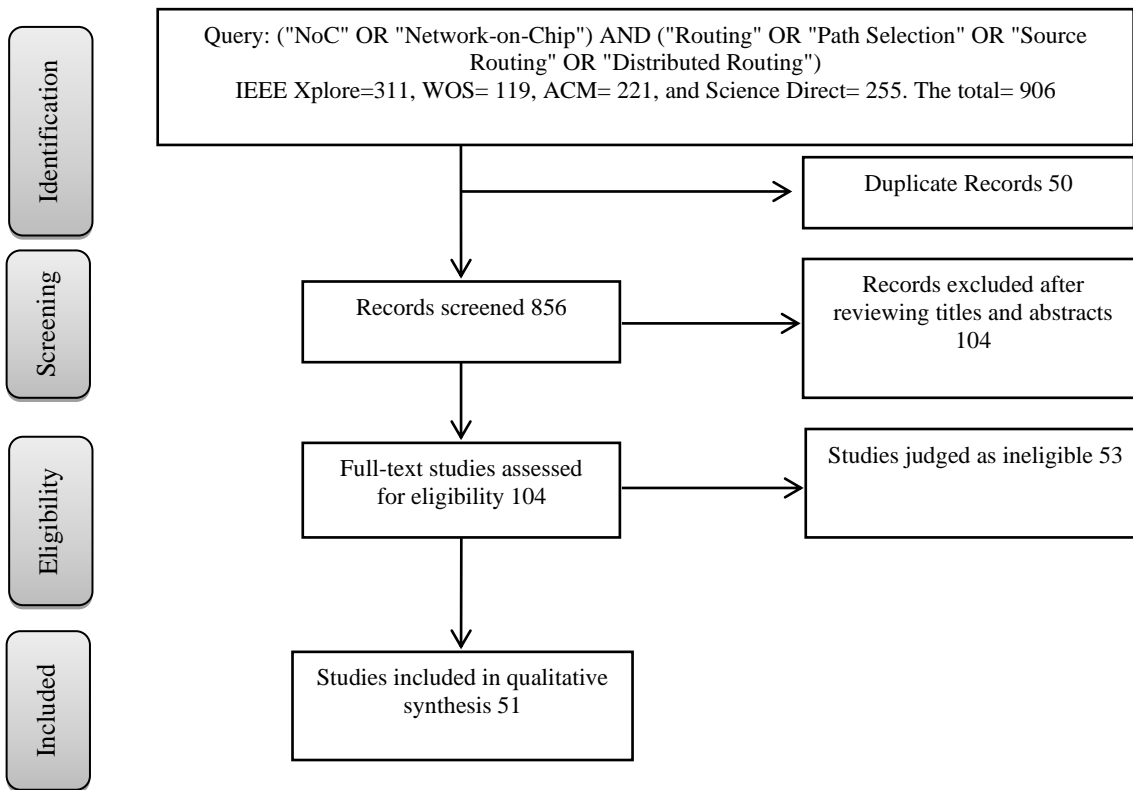 Identification
Query: ("NoC" OR "Network-on-Chip") AND ("Routing" OR "Path Selection" OR "Source
Routing" OR "Distributed Routing")
IEEE Xplore=311, WOS= 119, ACM= 221, and Science Direct= 255. The total= 906
Duplicate Records 50
Screening
Records screened 856
Records excluded after
reviewing titles and abstracts
104
Eligibility
Full-text studies assessed
for eligibility 104
Studies judged as ineligible 53
Included
Studies included in qualitative
synthesis 51